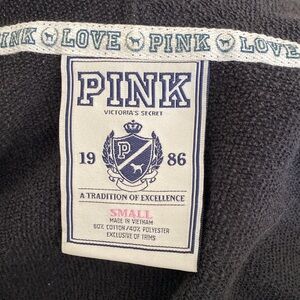 PINK LOVE PINK LOVE
PINK
VICTORIA'S SECRET
P
19 86
A TRADITION OF EXCELLENCE
SMALL
MADE IN VIETNAM
60% COTTON/40% POLYESTER
EXCLUSIVE OF TRIMS